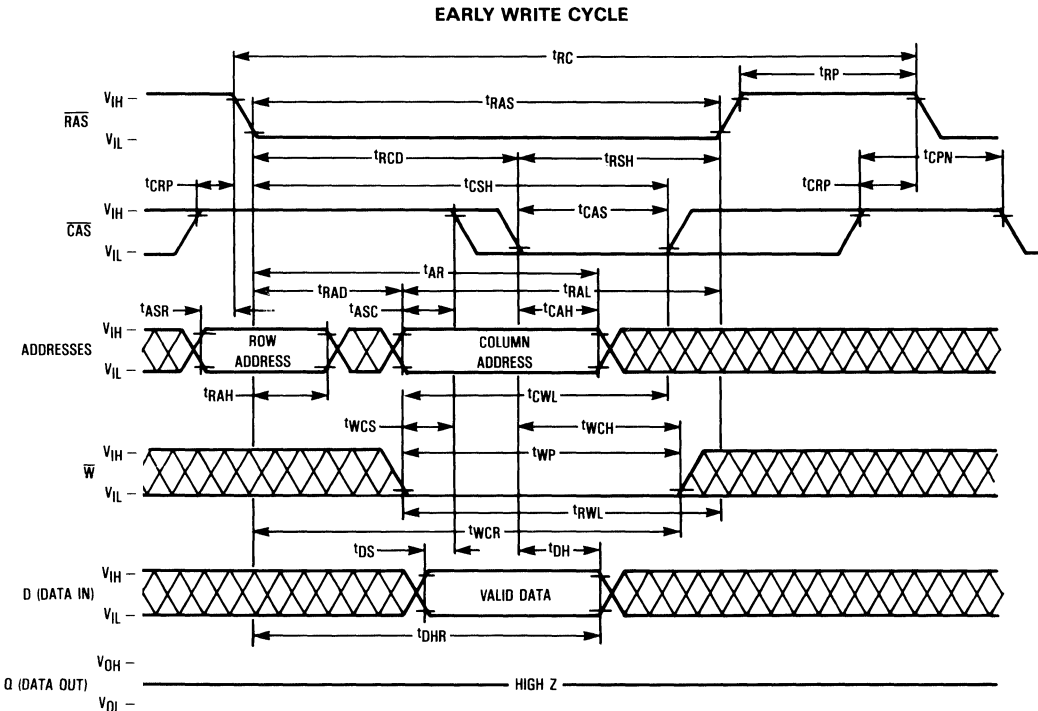 EARLY WRITE CYCLE
tRC
tRP
VIH
RAS
tRAS
VIL
tRCD
tRSH
tCPN
tCRP
tCSH
tCRP
VIH
CAS
tCAS
VIL
tAR
tRAD
tRAL
tASR
tASC
tCAH
VIH
ADDRESSES
ROW ADDRESS
COLUMN ADDRESS
VIL
tRAH
tCWL
tWCS
tWCH
VIH
W
tWP
VIL
tRWL
tWCR
tDS
tDH
VIH
D (DATA IN)
VALID DATA
VIL
tDHR
VOH
Q (DATA OUT)
HIGH Z
VOL